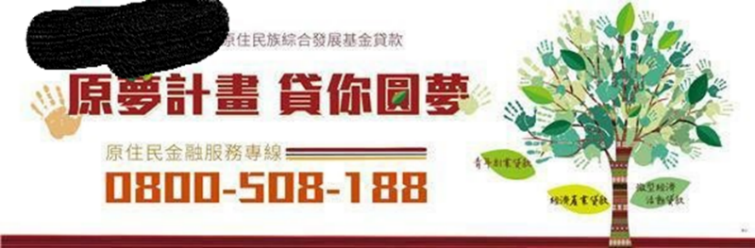 原住民族綜合發展基金貸款
原夢計畫 貸你圓夢
原住民金融服務專線
0800-508-188
青年創業貸款
經濟產業貸款
微型經濟
活動貸款